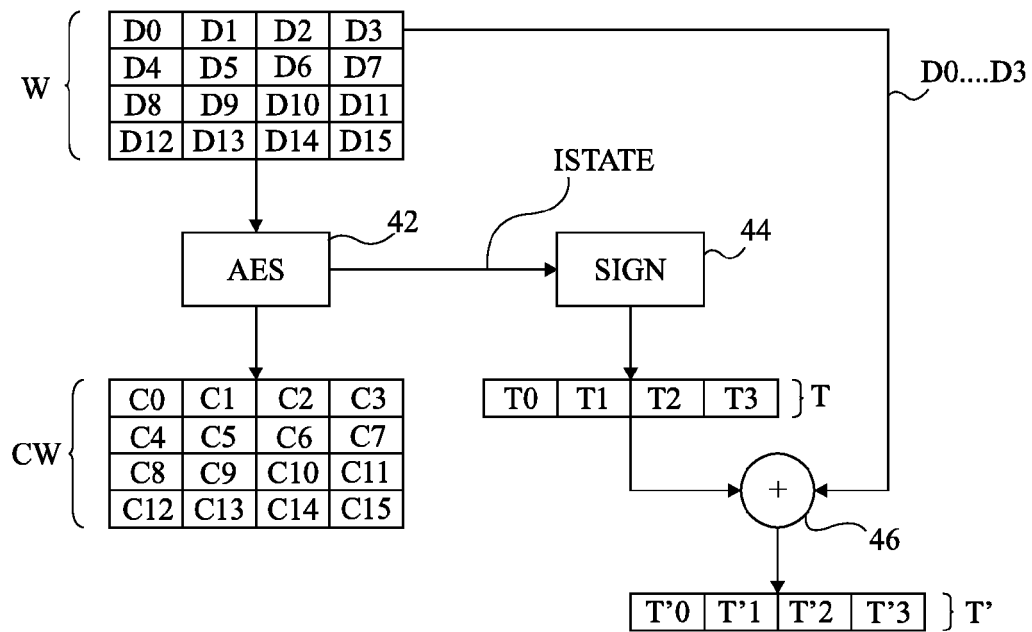 D0 D1 D2 D3
D4 D5 D6 D7
D8 D9 D10 D11
D12 D13 D14 D15
W
D0....D3
ISTATE
42
44
AES
SIGN
C0 C1 C2 C3
C4 C5 C6 C7
C8 C9 C10 C11
C12 C13 C14 C15
CW
T0 T1 T2 T3
T
+
46
T'0 T'1 T'2 T'3
T'